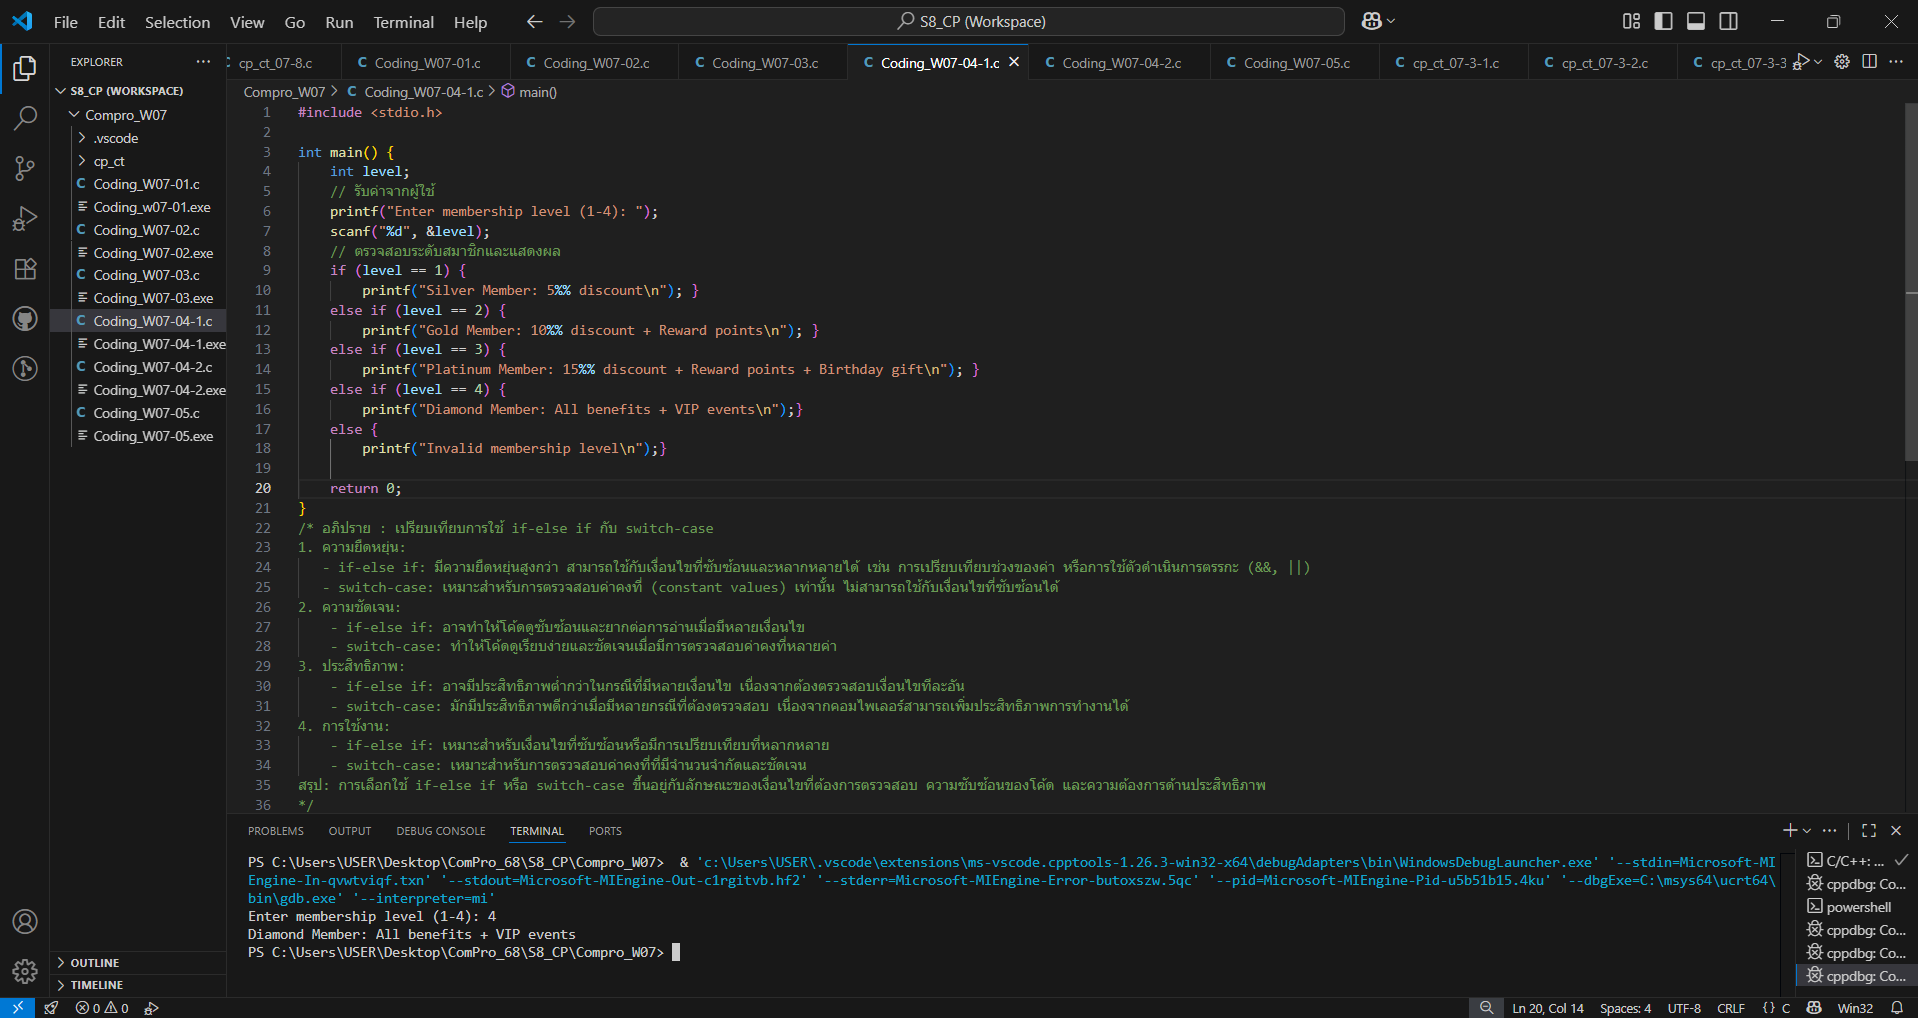 File Edit Selection View Go Run Terminal Help S8_CP (Workspace)
EXPLORER
cp_ct_07-8.c Coding_W07-01.c Coding_W07-02.c Coding_W07-03.c Coding_W07-04-1.c Coding_W07-04-2.c Coding_W07-05.c cp_ct_07-3-1.c cp_ct_07-3-2.c cp_ct_07-3-3
S8_CP (WORKSPACE)
Compro_W07
.vscode
cp_ct
Coding_W07-01.c
Coding_w07-01.exe
Coding_W07-02.c
Coding_W07-02.exe
Coding_W07-03.c
Coding_W07-03.exe
Coding_W07-04-1.c
Coding_W07-04-1.exe
Coding_W07-04-2.c
Coding_W07-04-2.exe
Coding_W07-05.c
Coding_W07-05.exe
OUTLINE
TIMELINE
Compro_W07 > C Coding_W07-04-1.c > main()
1 #include <stdio.h>
2
3 int main() {
4 int level;
5 // รับค่าจากผู้ใช้
6 printf("Enter membership level (1-4): ");
7 scanf("%d", &level);
8 // ตรวจสอบระดับสมาชิกและแสดงผล
9 if (level == 1) {
10 printf("Silver Member: 5%% discount\n"); }
11 else if (level == 2) {
12 printf("Gold Member: 10%% discount + Reward points\n"); }
13 else if (level == 3) {
14 printf("Platinum Member: 15%% discount + Reward points + Birthday gift\n"); }
15 else if (level == 4) {
16 printf("Diamond Member: All benefits + VIP events\n");}
17 else {
18 printf("Invalid membership level\n");}
19
20 return 0;
21 }
22 /* อภิปราย : เปรียบเทียบการใช้ if-else if กับ switch-case
23 1. ความยืดหยุ่น:
24 - if-else if: มีความยืดหยุ่นสูงกว่า สามารถใช้กับเงื่อนไขที่ซับซ้อนและหลากหลายได้ เช่น การเปรียบเทียบช่วงของค่า หรือการใช้ตัวดำเนินการตรรกะ (&&, ||)
25 - switch-case: เหมาะสำหรับการตรวจสอบค่าคงที่ (constant values) เท่านั้น ไม่สามารถใช้กับเงื่อนไขที่ซับซ้อนได้
26 2. ความชัดเจน:
27 - if-else if: อาจทำให้โค้ดดูซับซ้อนและยากต่อการอ่านเมื่อมีหลายเงื่อนไข
28 - switch-case: ทำให้โค้ดดูเรียบง่ายและชัดเจนเมื่อมีการตรวจสอบค่าคงที่หลายค่า
29 3. ประสิทธิภาพ:
30 - if-else if: อาจมีประสิทธิภาพต่ำกว่าในกรณีที่มีหลายเงื่อนไข เนื่องจากต้องตรวจสอบเงื่อนไขทีละอัน
31 - switch-case: มักมีประสิทธิภาพดีกว่าเมื่อมีหลายกรณีที่ต้องตรวจสอบ เนื่องจากคอมไพเลอร์สามารถเพิ่มประสิทธิภาพการทำงานได้
32 4. การใช้งาน:
33 - if-else if: เหมาะสำหรับเงื่อนไขที่ซับซ้อนหรือมีการเปรียบเทียบที่หลากหลาย
34 - switch-case: เหมาะสำหรับการตรวจสอบค่าคงที่ที่มีจำนวนจำกัดและชัดเจน
35 สรุป: การเลือกใช้ if-else if หรือ switch-case ขึ้นอยู่กับลักษณะของเงื่อนไขที่ต้องการตรวจสอบ ความซับซ้อนของโค้ด และความต้องการด้านประสิทธิภาพ
36 */
PROBLEMS OUTPUT DEBUG CONSOLE TERMINAL PORTS
PS C:\Users\USER\Desktop\ComPro_68\S8_CP\Compro_W07> & 'c:\Users\USER\.vscode\extensions\ms-vscode.cpptools-1.26.3-win32-x64\debugAdapters\bin\WindowsDebugLauncher.exe' '--stdin=Microsoft-MI
Engine-In-qvwtviqf.txn' '--stdout=Microsoft-MIEngine-Out-c1rgitvb.hf2' '--stderr=Microsoft-MIEngine-Error-butoxszw.5qc' '--pid=Microsoft-MIEngine-Pid-u5b51b15.4ku' '--dbgExe=C:\msys64\ucrt64\
bin\gdb.exe' '--interpreter=mi'
Enter membership level (1-4): 4
Diamond Member: All benefits + VIP events
PS C:\Users\USER\Desktop\ComPro_68\S8_CP\Compro_W07>
C/C++: ...
cppdbg: Co...
powershell
cppdbg: Co...
cppdbg: Co...
cppdbg: Co...
0 0 Ln 20, Col 14 Spaces: 4 UTF-8 CRLF {} C Win32